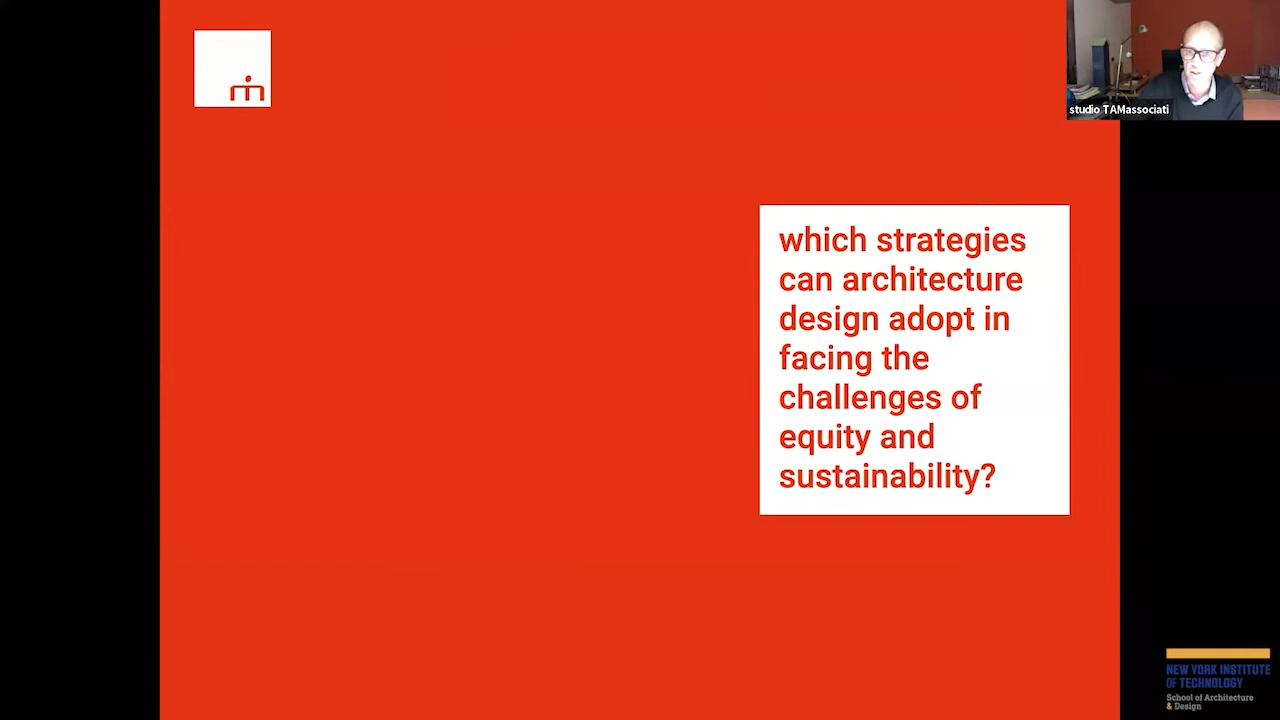 studio TAMassociati
which strategies
can architecture
design adopt in
facing the
challenges of
equity and
sustainability?
NEW YORK INSTITUTE
OF TECHNOLOGY
School of Architecture
& Design